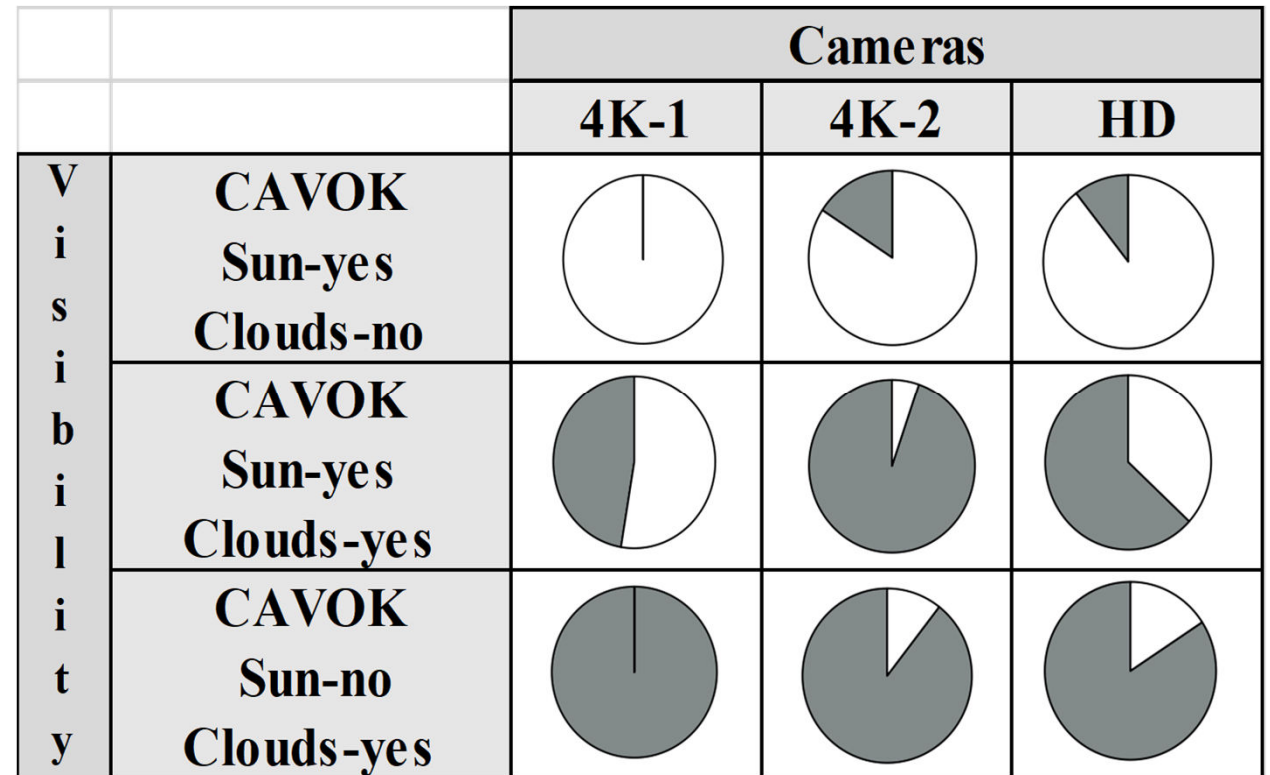 Cameras
4K-1 4K-2 HD
Visibility
CAVOK
Sun-yes
Clouds-no
CAVOK
Sun-yes
Clouds-yes
CAVOK
Sun-no
Clouds-yes